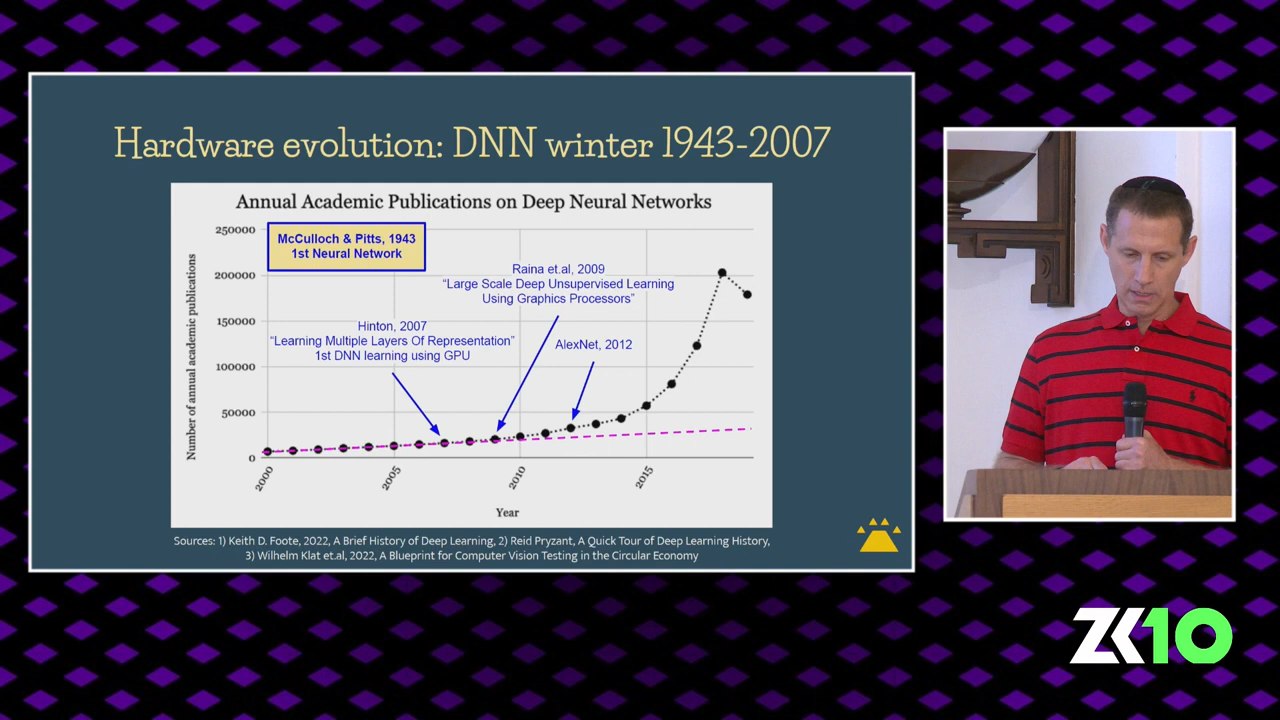 Hardware evolution: DNN winter 1943-2007
Annual Academic Publications on Deep Neural Networks
Number of annual academic publications
250000
200000
150000
100000
50000
0
McCulloch & Pitts, 1943
1st Neural Network
Raina et.al, 2009
“Large Scale Deep Unsupervised Learning
Using Graphics Processors”
Hinton, 2007
“Learning Multiple Layers Of Representation”
1st DNN learning using GPU
AlexNet, 2012
2000
2005
2010
2015
Year
Sources: 1) Keith D. Foote, 2022, A Brief History of Deep Learning, 2) Reid Pryzant, A Quick Tour of Deep Learning History,
3) Wilhelm Klat et.al, 2022, A Blueprint for Computer Vision Testing in the Circular Economy
ZK10